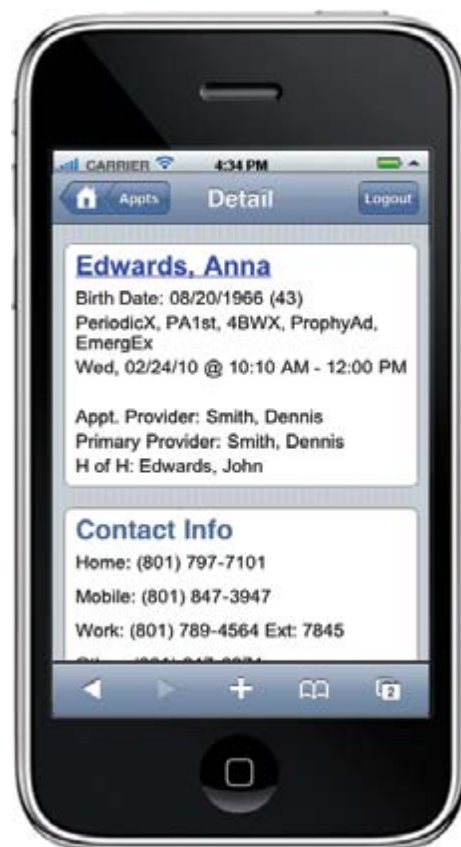 CARRIER 4:34 PM
Appts Detail Logout
Edwards, Anna
Birth Date: 08/20/1966 (43)
PeriodicX, PA1st, 4BWX, ProphyAd,
EmergEx
Wed, 02/24/10 @ 10:10 AM - 12:00 PM
Appt. Provider: Smith, Dennis
Primary Provider: Smith, Dennis
H of H: Edwards, John
Contact Info
Home: (801) 797-7101
Mobile: (801) 847-3947
Work: (801) 789-4564 Ext: 7845
2